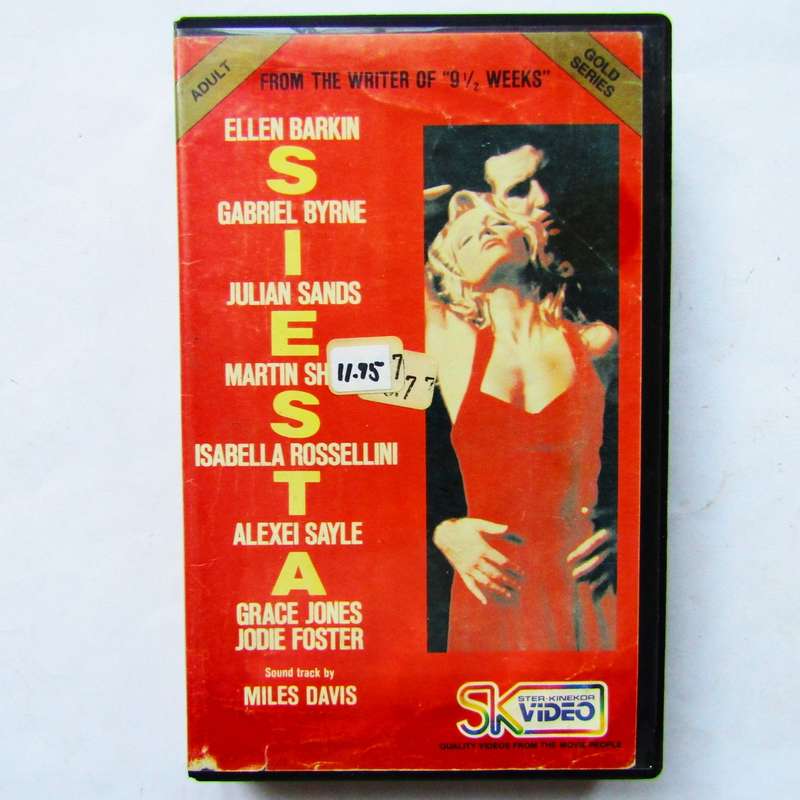 ADULT
GOLD
SERIES
FROM THE WRITER OF "9½ WEEKS"
ELLEN BARKIN
S
GABRIEL BYRNE
I
JULIAN SANDS
E
MARTIN SH
11.95
7
77
S
ISABELLA ROSSELLINI
T
ALEXEI SAYLE
A
GRACE JONES
JODIE FOSTER
Sound track by
MILES DAVIS
SK
STER-KINEKOR
ViDEO
QUALITY VIDEOS FROM THE MOVIE PEOPLE